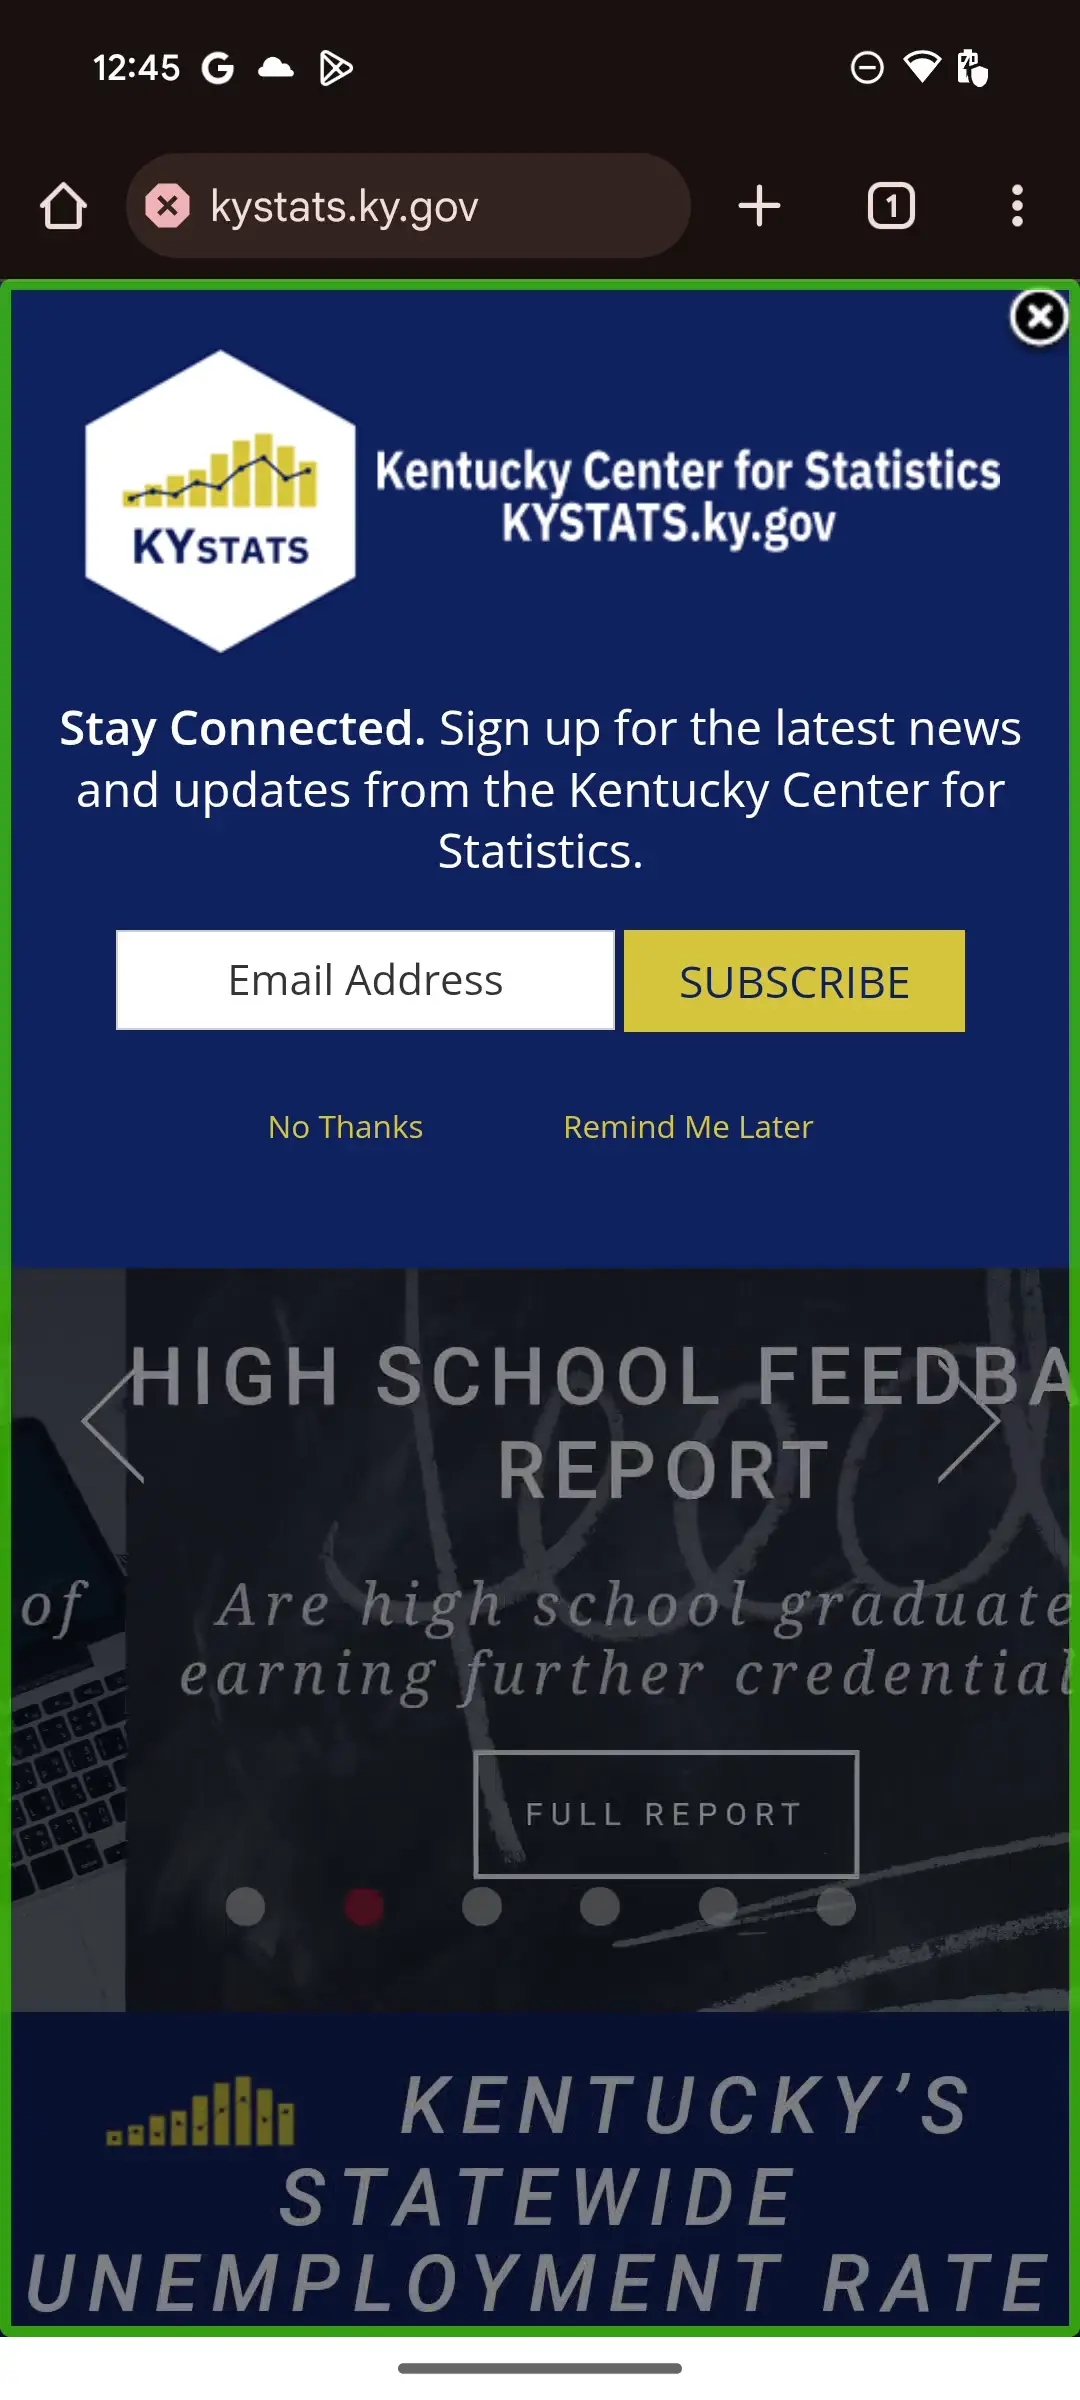 12:45
kystats.ky.gov
1
KYSTATS
Kentucky Center for Statistics
KYSTATS.ky.gov
Stay Connected. Sign up for the latest news
and updates from the Kentucky Center for
Statistics.
Email Address
SUBSCRIBE
No Thanks
Remind Me Later
HIGH SCHOOL FEEDBA
REPORT
of
Are high school graduate
earning further credential
FULL REPORT
KENTUCKY’S
STATEWIDE
UNEMPLOYMENT RATE